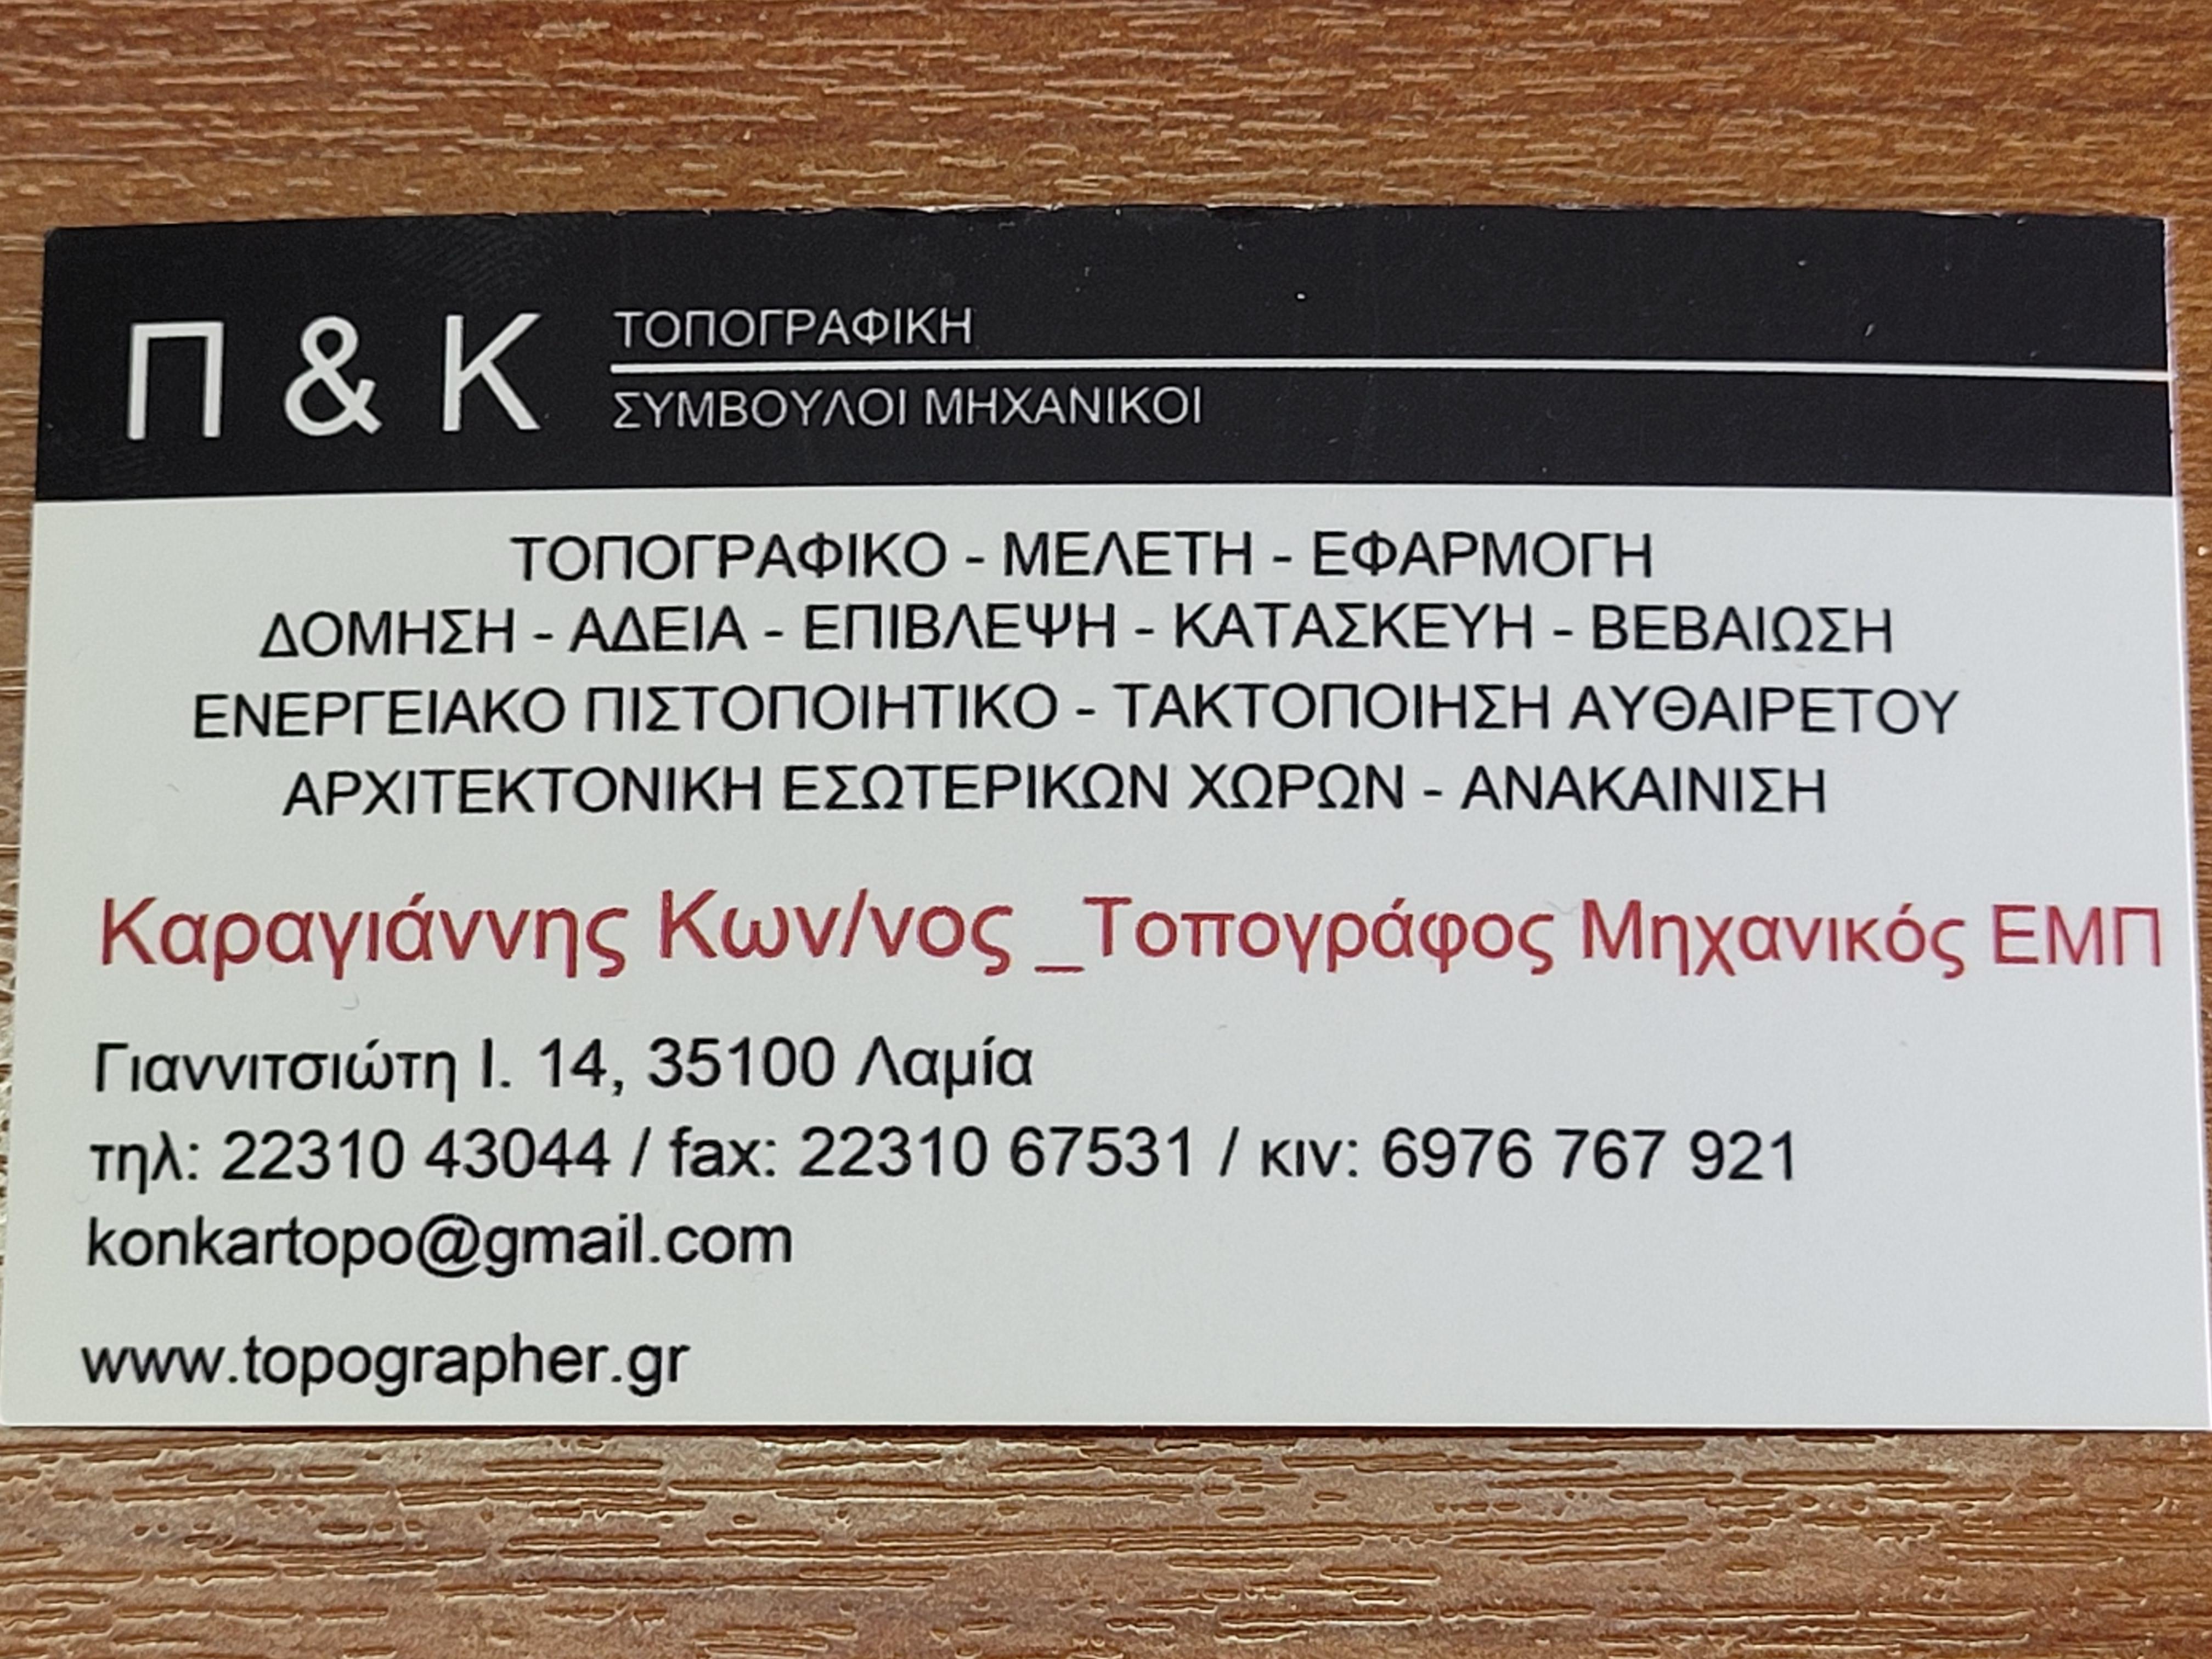 Π & Κ
ΤΟΠΟΓΡΑΦΙΚΗ
ΣΥΜΒΟΥΛΟΙ ΜΗΧΑΝΙΚΟΙ
ΤΟΠΟΓΡΑΦΙΚΟ - ΜΕΛΕΤΗ - ΕΦΑΡΜΟΓΗ
ΔΟΜΗΣΗ - ΑΔΕΙΑ - ΕΠΙΒΛΕΨΗ - ΚΑΤΑΣΚΕΥΗ - ΒΕΒΑΙΩΣΗ
ΕΝΕΡΓΕΙΑΚΟ ΠΙΣΤΟΠΟΙΗΤΙΚΟ - ΤΑΚΤΟΠΟΙΗΣΗ ΑΥΘΑΙΡΕΤΟΥ
ΑΡΧΙΤΕΚΤΟΝΙΚΗ ΕΣΩΤΕΡΙΚΩΝ ΧΩΡΩΝ - ΑΝΑΚΑΙΝΙΣΗ
Καραγιάννης Κων/νος _Τοπογράφος Μηχανικός ΕΜΠ
Γιαννιτσιώτη Ι. 14, 35100 Λαμία
τηλ: 22310 43044 / fax: 22310 67531 / κιν: 6976 767 921
konkartopo@gmail.com
www.topographer.gr